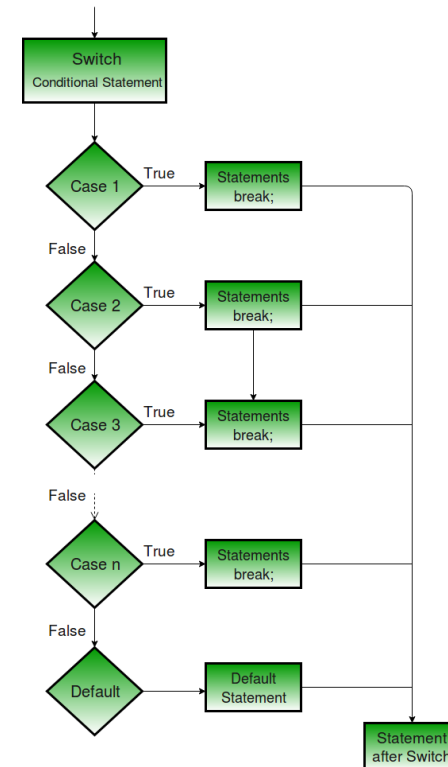 Switch
Conditional Statement
Case 1
True
Statements
break;
False
Case 2
True
Statements
break;
False
Case 3
True
Statements
break;
False
Case n
True
Statements
break;
False
Default
Default
Statement
Statement
after Switch